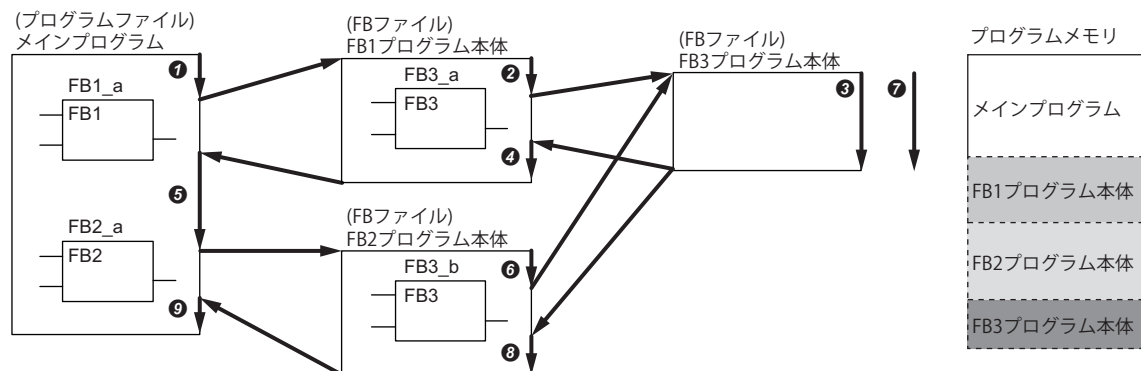 (プログラムファイル)
メインプログラム
❶
FB1_a
FB1
❺
FB2_a
FB2
❾
(FBファイル)
FB1プログラム本体
❷
FB3_a
FB3
❹
(FBファイル)
FB2プログラム本体
❻
FB3_b
FB3
❽
(FBファイル)
FB3プログラム本体
❸
❼
プログラムメモリ
メインプログラム
FB1プログラム本体
FB2プログラム本体
FB3プログラム本体